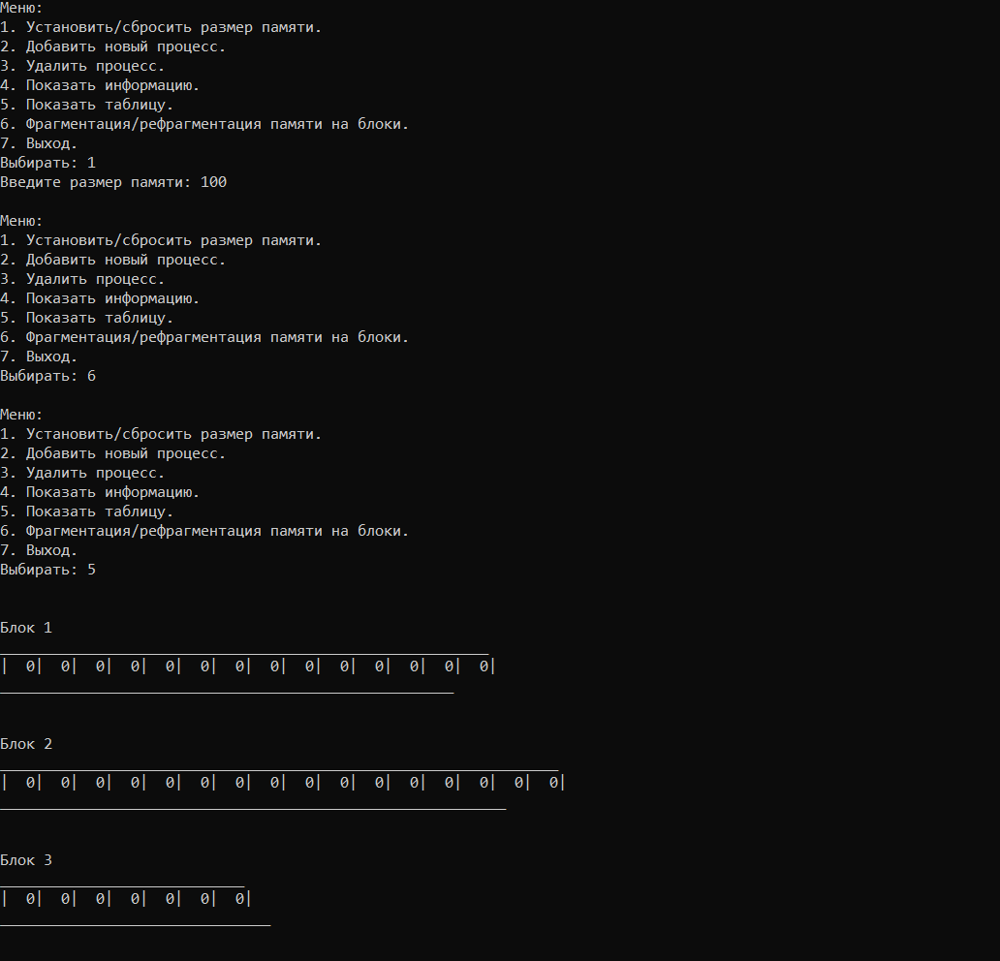 Меню:
1. Установить/сбросить размер памяти.
2. Добавить новый процесс.
3. Удалить процесс.
4. Показать информацию.
5. Показать таблицу.
6. Фрагментация/рефрагментация памяти на блоки.
7. Выход.
Выбирать: 1
Введите размер памяти: 100
Меню:
1. Установить/сбросить размер памяти.
2. Добавить новый процесс.
3. Удалить процесс.
4. Показать информацию.
5. Показать таблицу.
6. Фрагментация/рефрагментация памяти на блоки.
7. Выход.
Выбирать: 6
Меню:
1. Установить/сбросить размер памяти.
2. Добавить новый процесс.
3. Удалить процесс.
4. Показать информацию.
5. Показать таблицу.
6. Фрагментация/рефрагментация памяти на блоки.
7. Выход.
Выбирать: 5
Блок 1
|  0|  0|  0|  0|  0|  0|  0|  0|  0|  0|  0|  0|  0|  0|
Блок 2
|  0|  0|  0|  0|  0|  0|  0|  0|  0|  0|  0|  0|  0|  0|  0|  0|
Блок 3
|  0|  0|  0|  0|  0|  0|  0|